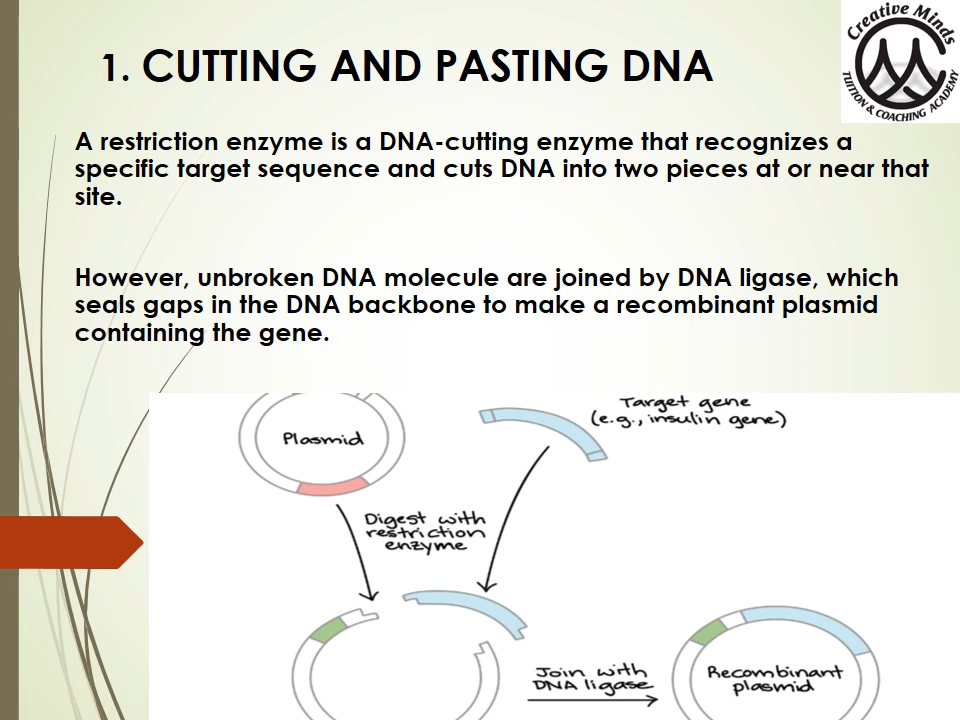 1. CUTTING AND PASTING DNA
Creative Minds
TUITION & COACHING ACADEMY
A restriction enzyme is a DNA-cutting enzyme that recognizes a
specific target sequence and cuts DNA into two pieces at or near that
site.
However, unbroken DNA molecule are joined by DNA ligase, which
seals gaps in the DNA backbone to make a recombinant plasmid
containing the gene.
Target gene
(e.g., insulin gene)
Plasmid
Digest with
restriction
enzyme
Join with
DNA ligase
Recombinant
plasmid